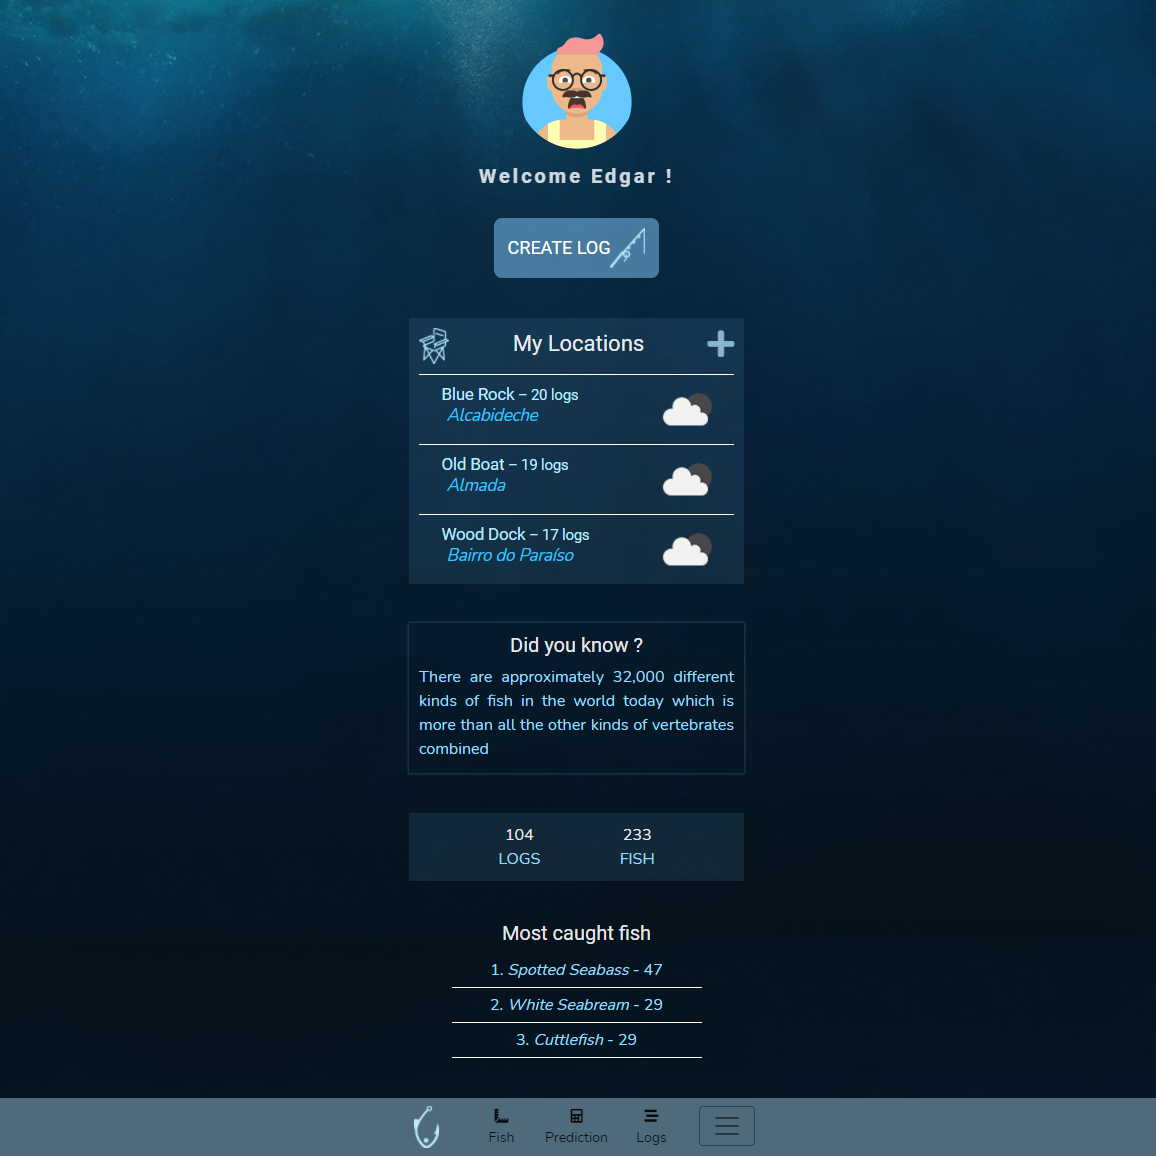 Welcome Edgar !
CREATE LOG
My Locations
Blue Rock – 20 logs
Alcabideche
Old Boat – 19 logs
Almada
Wood Dock – 17 logs
Bairro do Paraíso
Did you know ?
There are approximately 32,000 different
kinds of fish in the world today which is
more than all the other kinds of vertebrates
combined
104 233
LOGS FISH
Most caught fish
1. Spotted Seabass - 47
2. White Seabream - 29
3. Cuttlefish - 29
Fish Prediction Logs